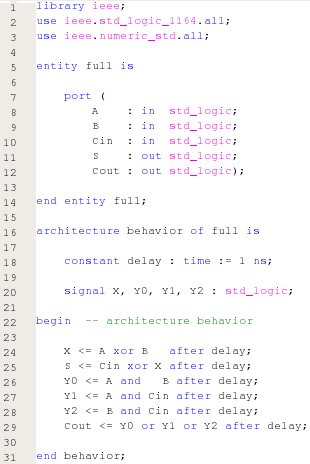 1 library ieee;
2 use ieee.std_logic_1164.all;
3 use ieee.numeric_std.all;
4
5 entity full is
6
7 port (
8 A : in std_logic;
9 B : in std_logic;
10 Cin : in std_logic;
11 S : out std_logic;
12 Cout : out std_logic);
13
14 end entity full;
15
16 architecture behavior of full is
17
18 constant delay : time := 1 ns;
19
20 signal X, Y0, Y1, Y2 : std_logic;
21
22 begin -- architecture behavior
23
24 X <= A xor B after delay;
25 S <= Cin xor X after delay;
26 Y0 <= A and B after delay;
27 Y1 <= A and Cin after delay;
28 Y2 <= B and Cin after delay;
29 Cout <= Y0 or Y1 or Y2 after delay;
30
31 end behavior;